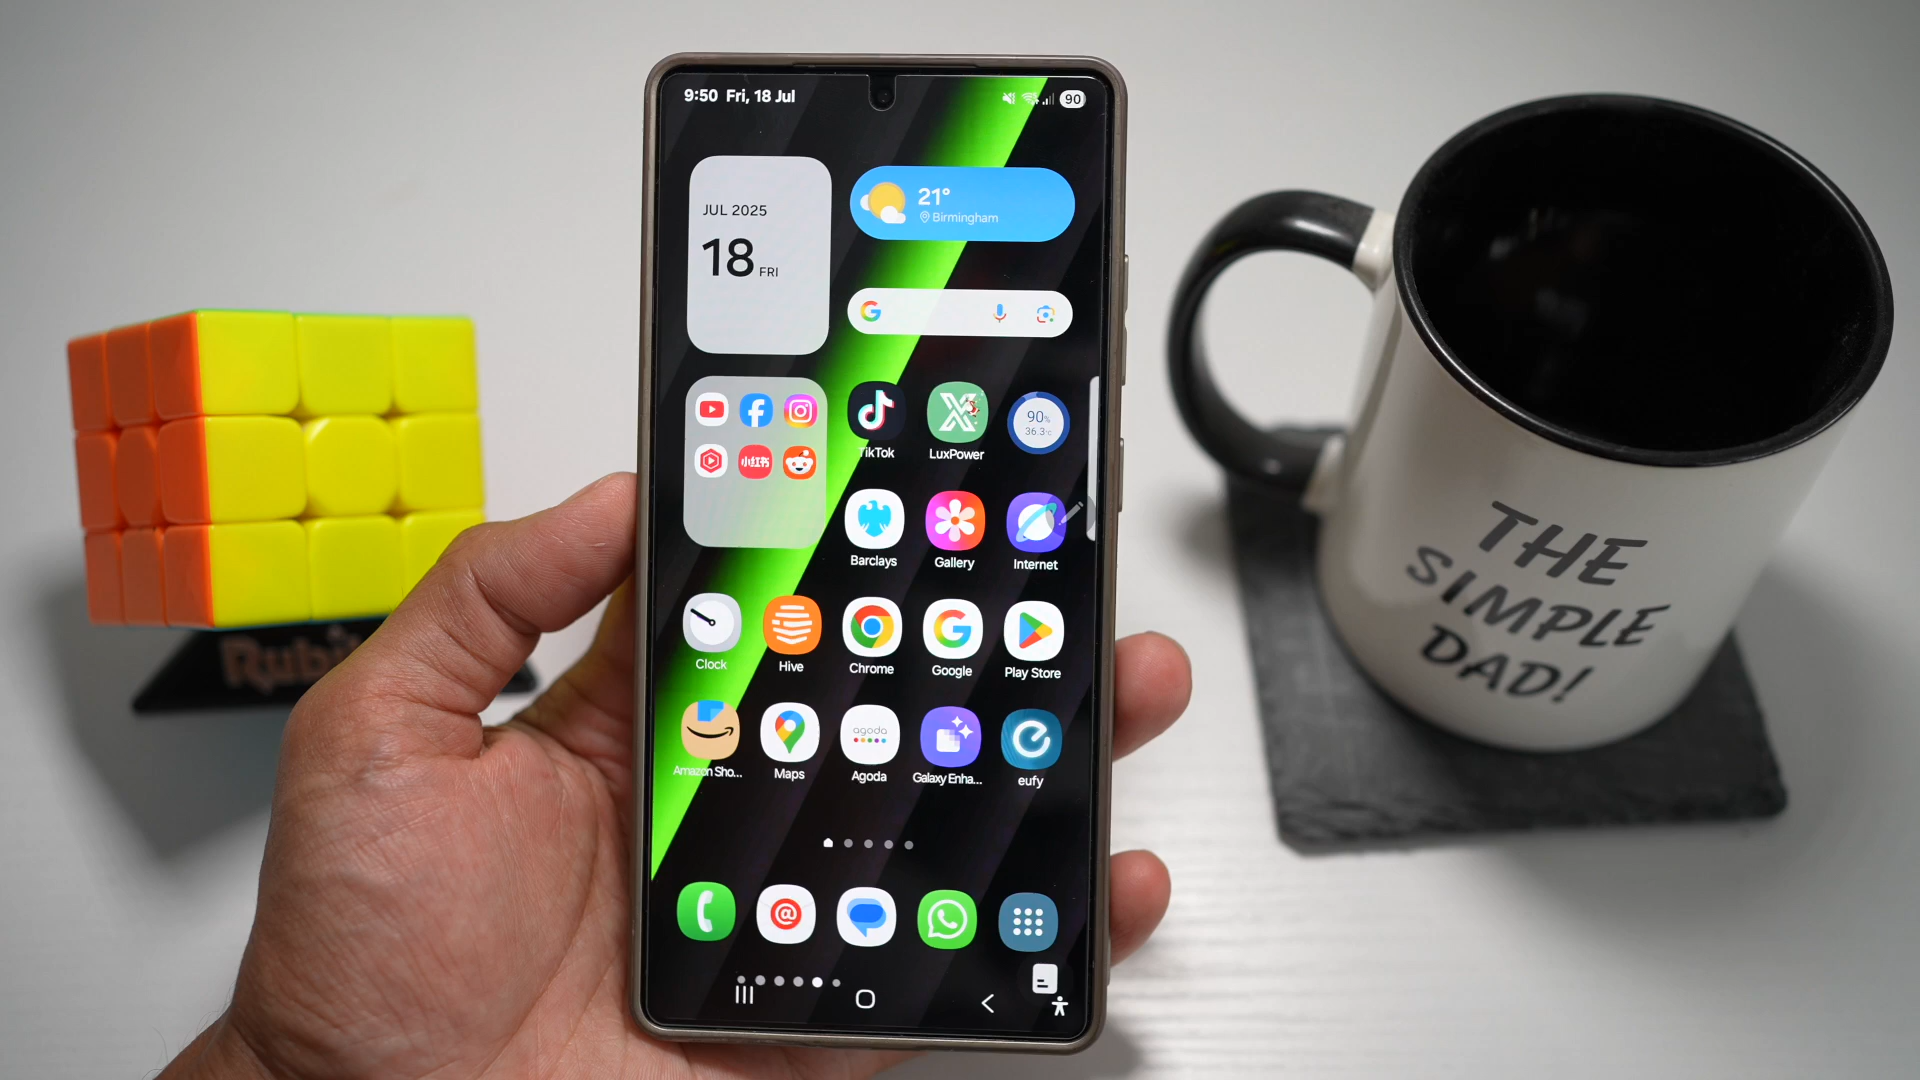 9:50 Fri, 18 Jul
90
JUL 2025
18 FRI
21°
Birmingham
小红书
TikTok
LuxPower
90%
36.3°C
Barclays
Gallery
Internet
Clock
Hive
Chrome
Google
Play Store
Amazon Sho...
Maps
agoda
Agoda
Galaxy Enha...
eufy
THE
SIMPLE
DAD!